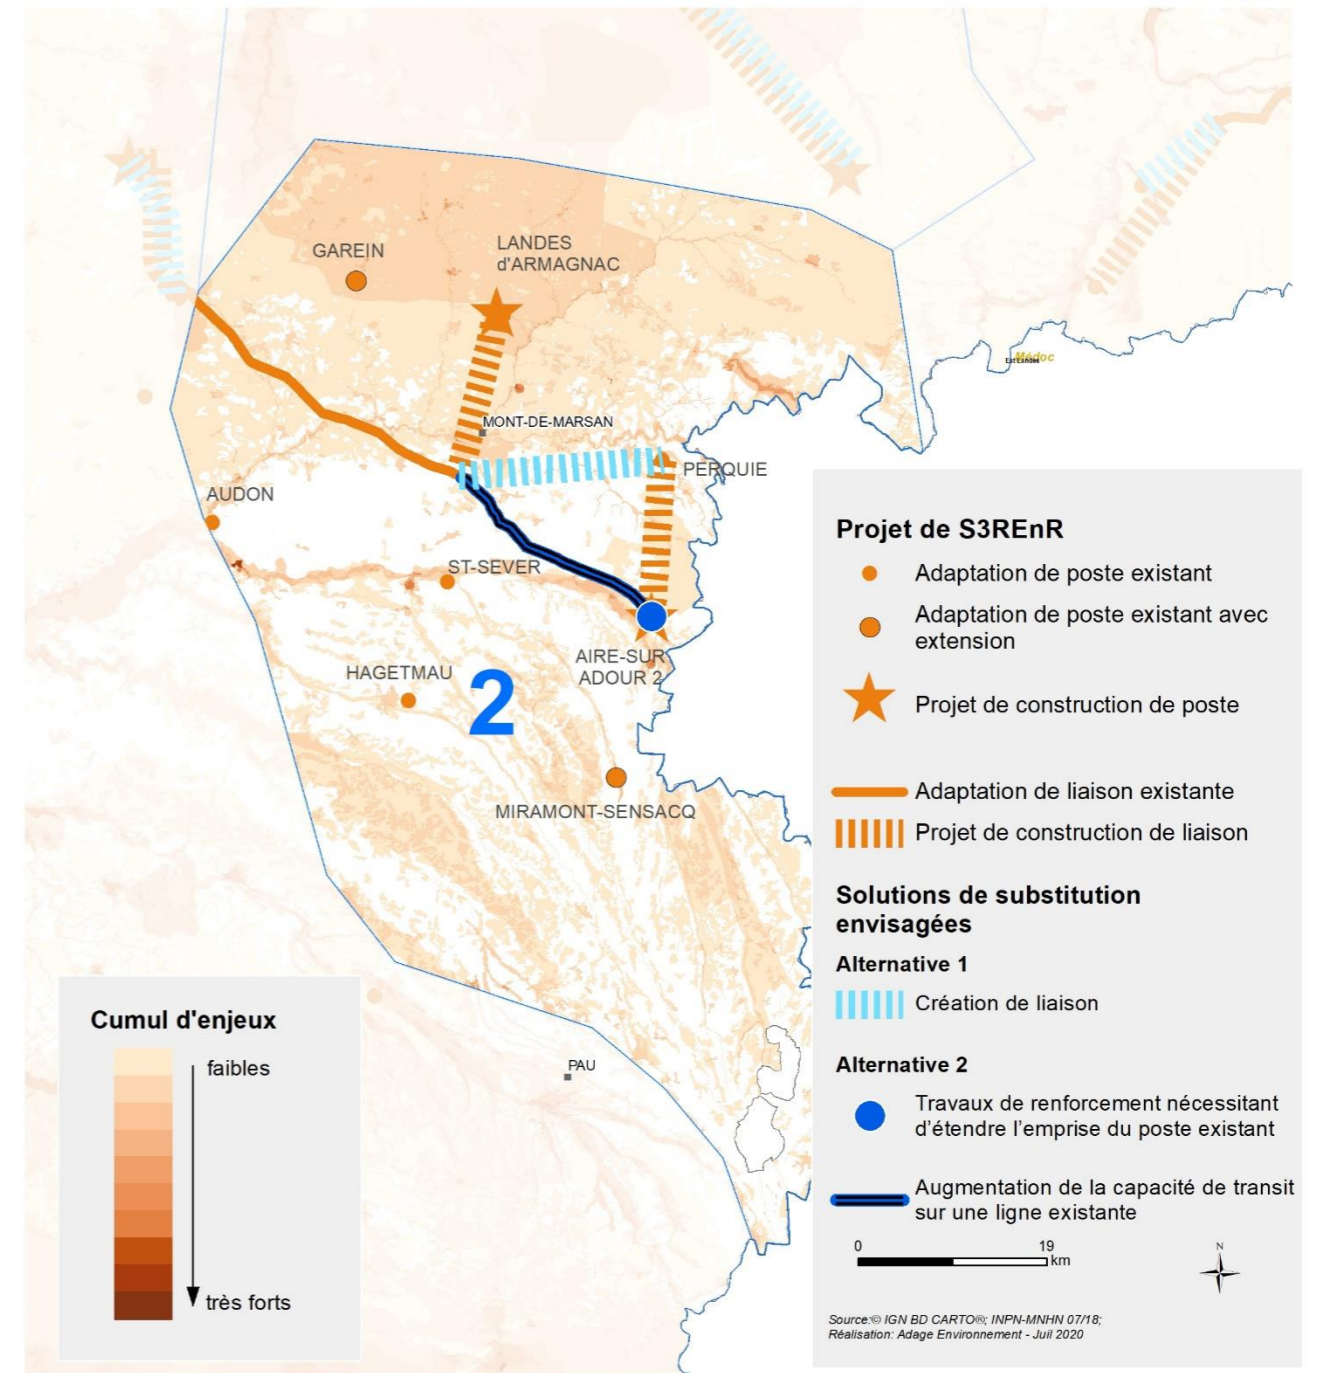 GAREIN
LANDES
d'ARMAGNAC
Médoc
Est Landes
MONT-DE-MARSAN
PERQUIE
AUDON
ST-SEVER
AIRE-SUR
ADOUR 2
HAGETMAU
2
MIRAMONT-SENSACQ
PAU
Cumul d'enjeux
faibles
très forts
Projet de S3REnR
Adaptation de poste existant
Adaptation de poste existant avec
extension
Projet de construction de poste
Adaptation de liaison existante
Projet de construction de liaison
Solutions de substitution
envisagées
Alternative 1
Création de liaison
Alternative 2
Travaux de renforcement nécessitant
d'étendre l'emprise du poste existant
Augmentation de la capacité de transit
sur une ligne existante
0 19
km
N
Source:© IGN BD CARTO®; INPN-MNHN 07/18;
Réalisation: Adage Environnement - Juil 2020